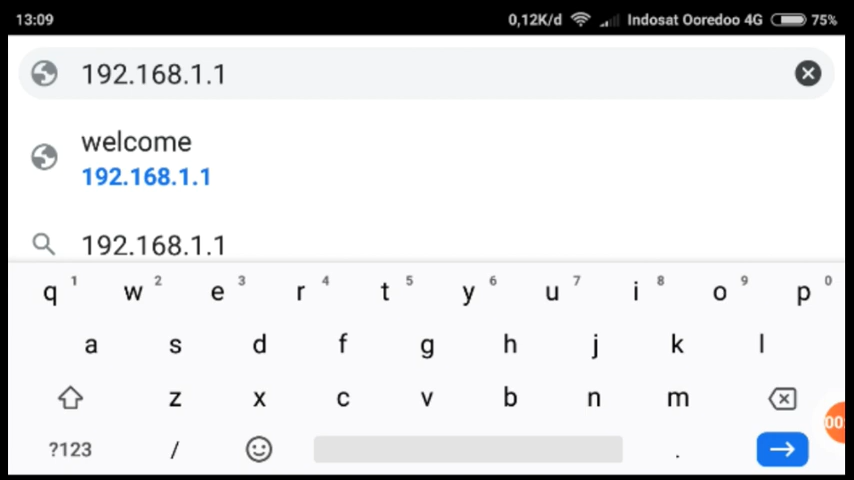 13:09 0,12K/d Indosat Ooredoo 4G 75%
192.168.1.1
welcome
192.168.1.1
192.168.1.1
q 1 w 2 e 3 r 4 t 5 y 6 u 7 i 8 o 9 p 0
a s d f g h j k l
z x c v b n m
00:
?123 / .